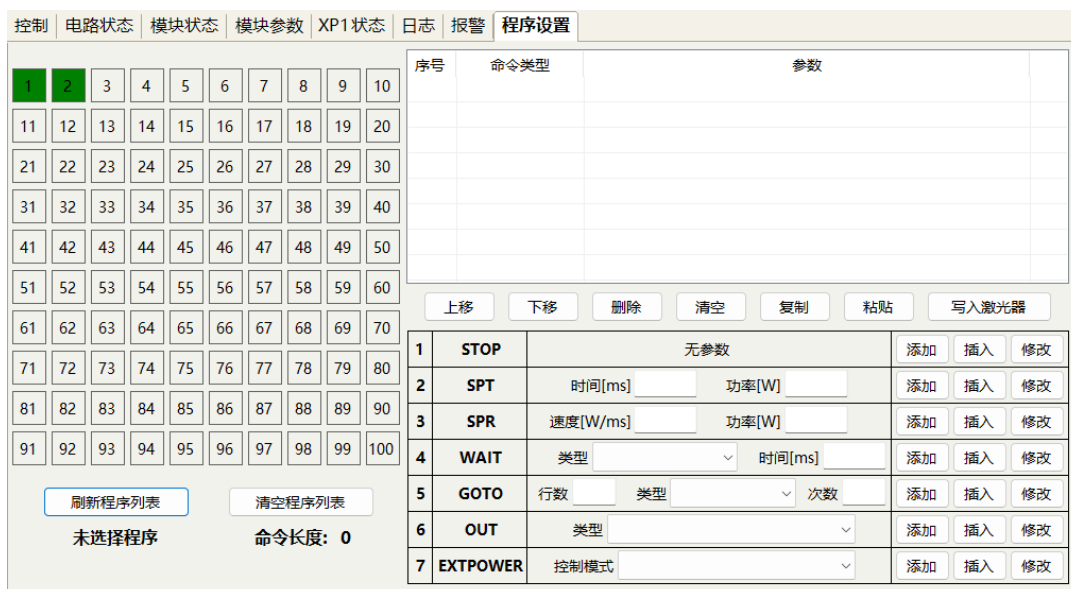 控制 电路状态 模块状态 模块参数 XP1状态 日志 报警 程序设置
1 2 3 4 5 6 7 8 9 10
11 12 13 14 15 16 17 18 19 20
21 22 23 24 25 26 27 28 29 30
31 32 33 34 35 36 37 38 39 40
41 42 43 44 45 46 47 48 49 50
51 52 53 54 55 56 57 58 59 60
61 62 63 64 65 66 67 68 69 70
71 72 73 74 75 76 77 78 79 80
81 82 83 84 85 86 87 88 89 90
91 92 93 94 95 96 97 98 99 100
刷新程序列表 清空程序列表
未选择程序 命令长度: 0
序号 命令类型 参数
上移 下移 删除 清空 复制 粘贴 写入激光器
1 STOP 无参数 添加 插入 修改
2 SPT 时间[ms] 功率[W] 添加 插入 修改
3 SPR 速度[W/ms] 功率[W] 添加 插入 修改
4 WAIT 类型 时间[ms] 添加 插入 修改
5 GOTO 行数 类型 次数 添加 插入 修改
6 OUT 类型 添加 插入 修改
7 EXTPOWER 控制模式 添加 插入 修改